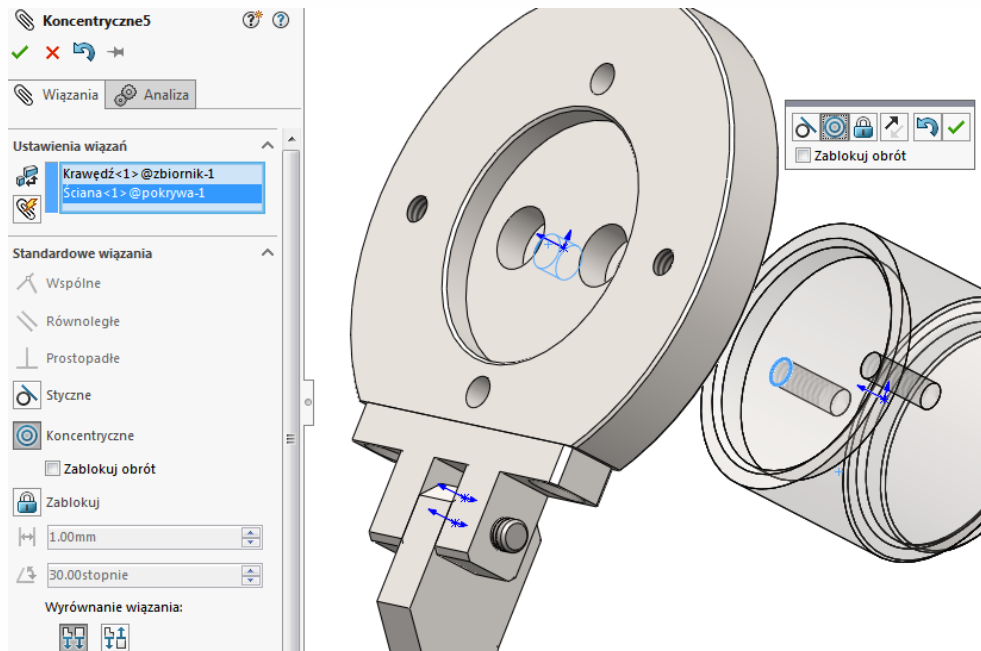 Koncentryczne5
Wiązania
Analiza
Ustawienia wiązań
Krawędź<1>@zbiornik-1
Ściana<1>@pokrywa-1
Standardowe wiązania
Wspólne
Równoległe
Prostopadłe
Styczne
Koncentryczne
Zablokuj obrót
Zablokuj
1.00mm
30.00stopnie
Wyrównanie wiązania:
Zablokuj obrót